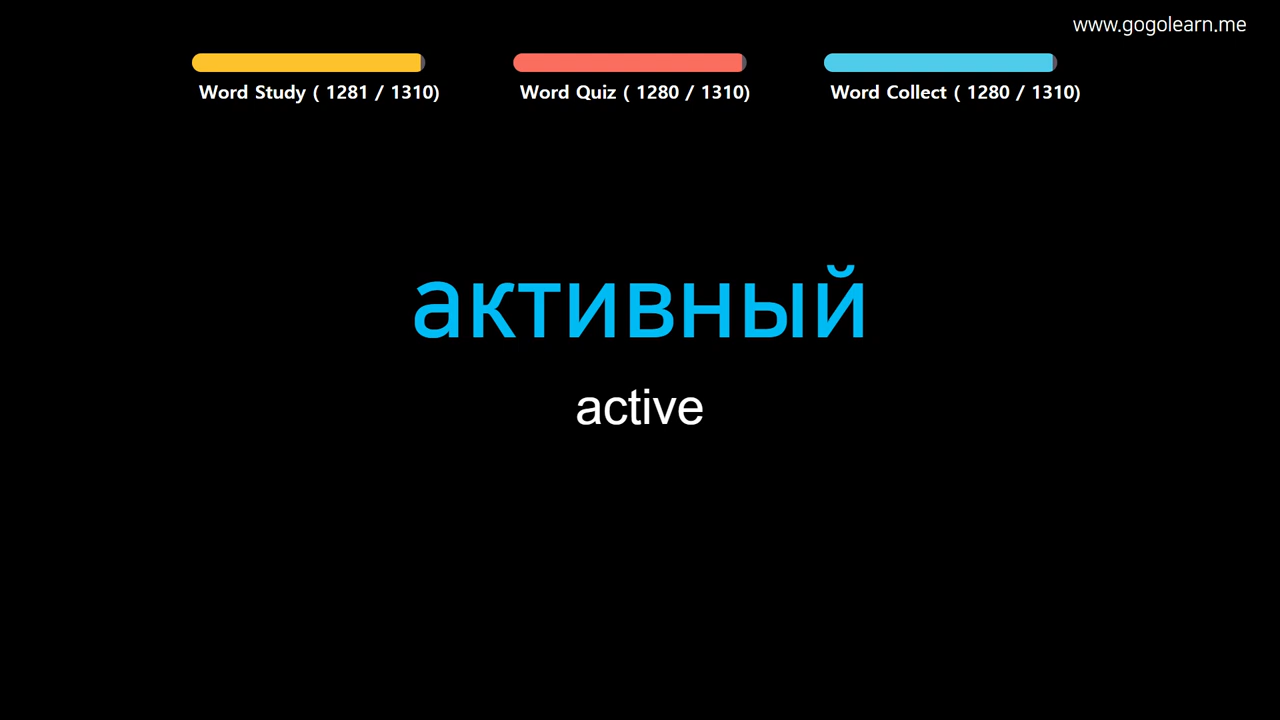 www.gogolearn.me
Word Study ( 1281 / 1310)
Word Quiz ( 1280 / 1310)
Word Collect ( 1280 / 1310)
активный
active